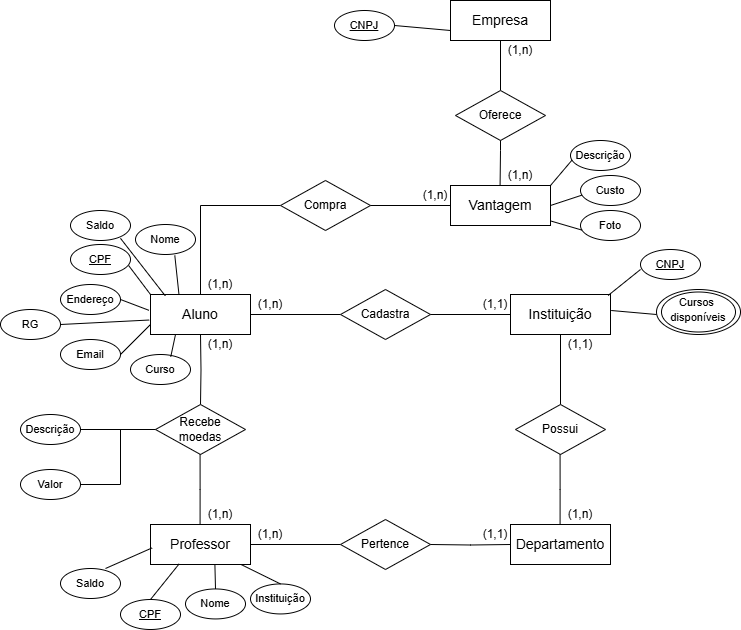 Empresa
CNPJ
(1,n)
Oferece
Descrição
(1,n)
Custo
Compra
(1,n)
Vantagem
Foto
Saldo
Nome
CPF
CNPJ
(1,n)
Endereço
Aluno
(1,n)
Cadastra
(1,1)
Instituição
Cursos
disponíveis
RG
(1,n)
(1,1)
Email
Curso
Descrição
Recebe
moedas
Possui
Valor
(1,n)
(1,n)
Professor
(1,n)
Pertence
(1,1)
Departamento
Saldo
CPF
Nome
Instituição